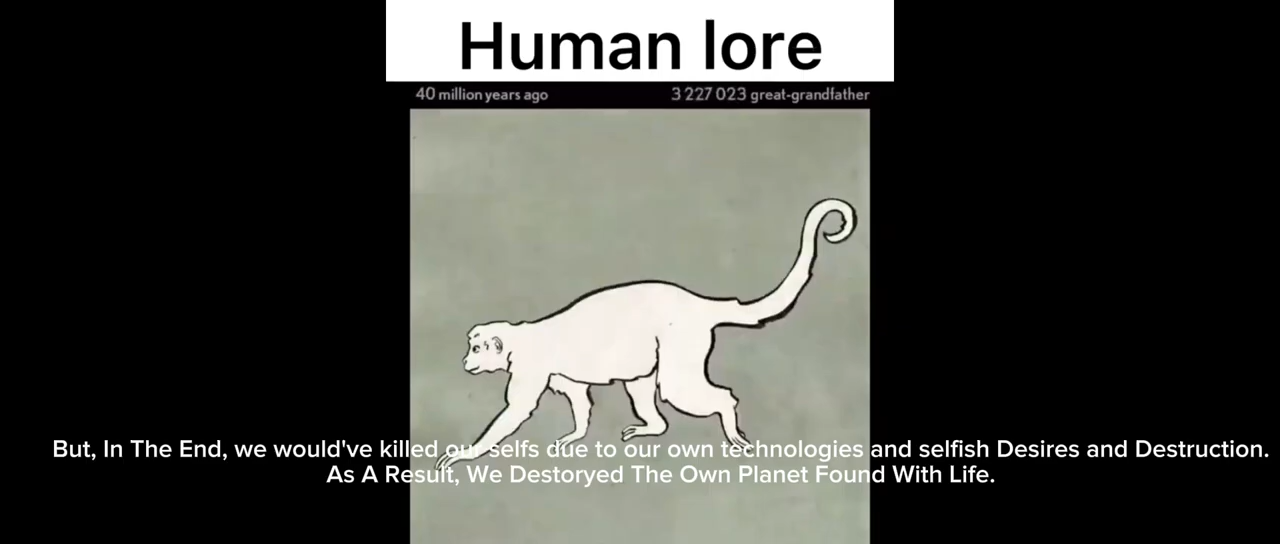 Human lore
40 million years ago 3 227 023 great-grandfather
But, In The End, we would've killed our selfs due to our own technologies and selfish Desires and Destruction.
As A Result, We Destoryed The Own Planet Found With Life.